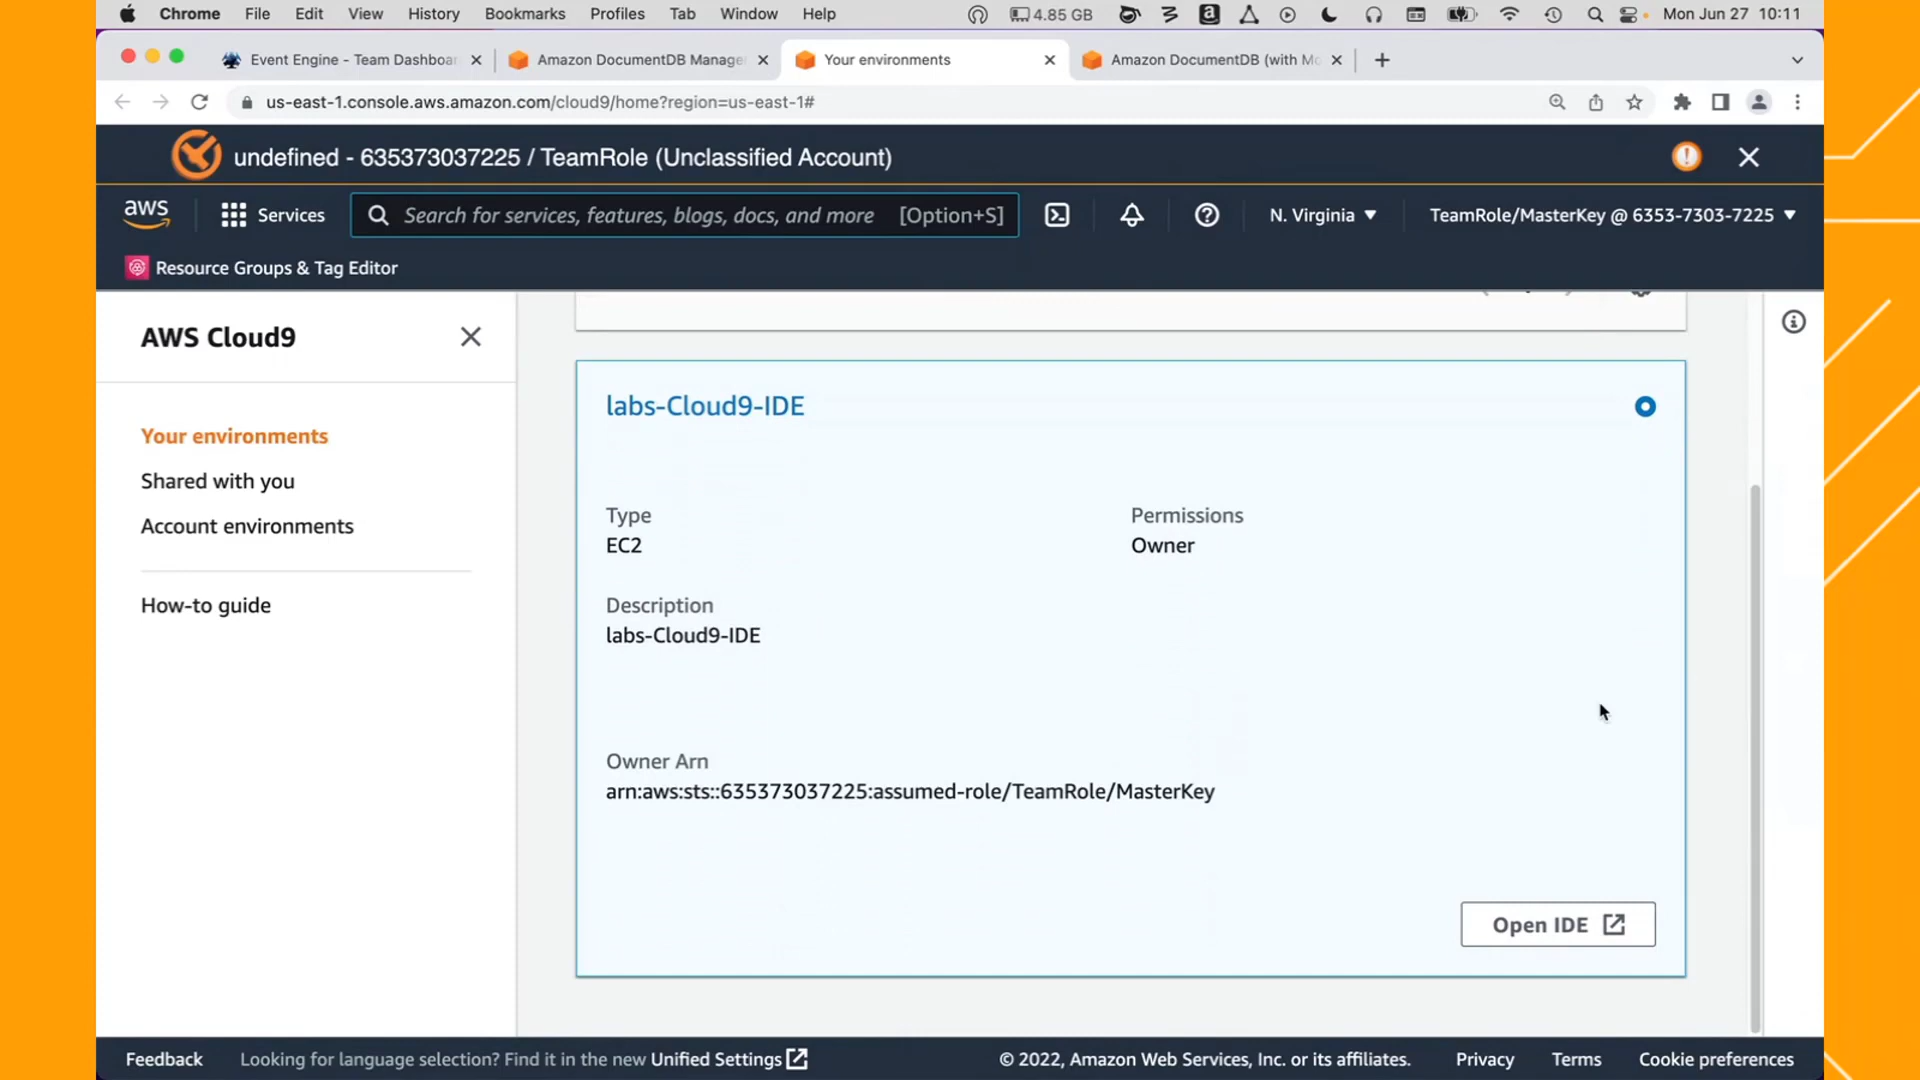 Chrome File Edit View History Bookmarks Profiles Tab Window Help 4.85 GB Mon Jun 27 10:11
Event Engine - Team Dashboar Amazon DocumentDB Manage Your environments Amazon DocumentDB (with Mo
us-east-1.console.aws.amazon.com/cloud9/home?region=us-east-1#
undefined - 635373037225 / TeamRole (Unclassified Account)
aws Services Search for services, features, blogs, docs, and more [Option+S] N. Virginia TeamRole/MasterKey @ 6353-7303-7225
Resource Groups & Tag Editor
AWS Cloud9
Your environments
Shared with you
Account environments
How-to guide
labs-Cloud9-IDE
Type
EC2
Permissions
Owner
Description
labs-Cloud9-IDE
Owner Arn
arn:aws:sts::635373037225:assumed-role/TeamRole/MasterKey
Open IDE
Feedback Looking for language selection? Find it in the new Unified Settings © 2022, Amazon Web Services, Inc. or its affiliates. Privacy Terms Cookie preferences